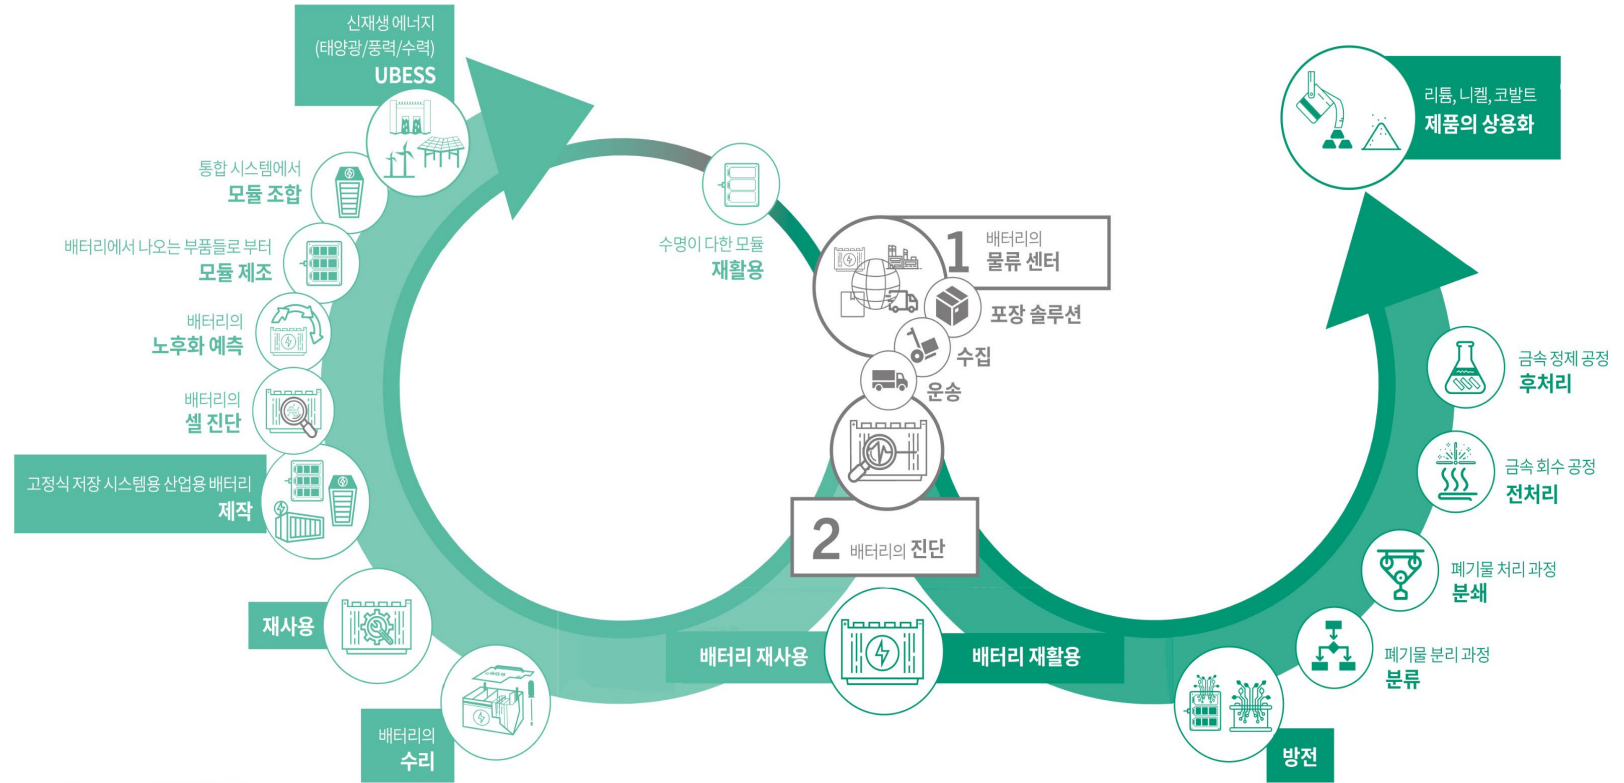 신재생 에너지
(태양광/풍력/수력)
UBESS
통합 시스템에서
모듈 조합
배터리에서 나오는 부품들로 부터
모듈 제조
배터리의
노후화 예측
배터리의
셀 진단
고정식 저장 시스템용 산업용 배터리
제작
재사용
배터리의
수리
수명이 다한 모듈
재활용
1 배터리의
물류 센터
포장 솔루션
수집
운송
2 배터리의 진단
배터리 재사용
배터리 재활용
방전
폐기물 분리 과정
분류
폐기물 처리 과정
분쇄
금속 회수 공정
전처리
금속 정제 공정
후처리
리튬, 니켈, 코발트
제품의 상용화